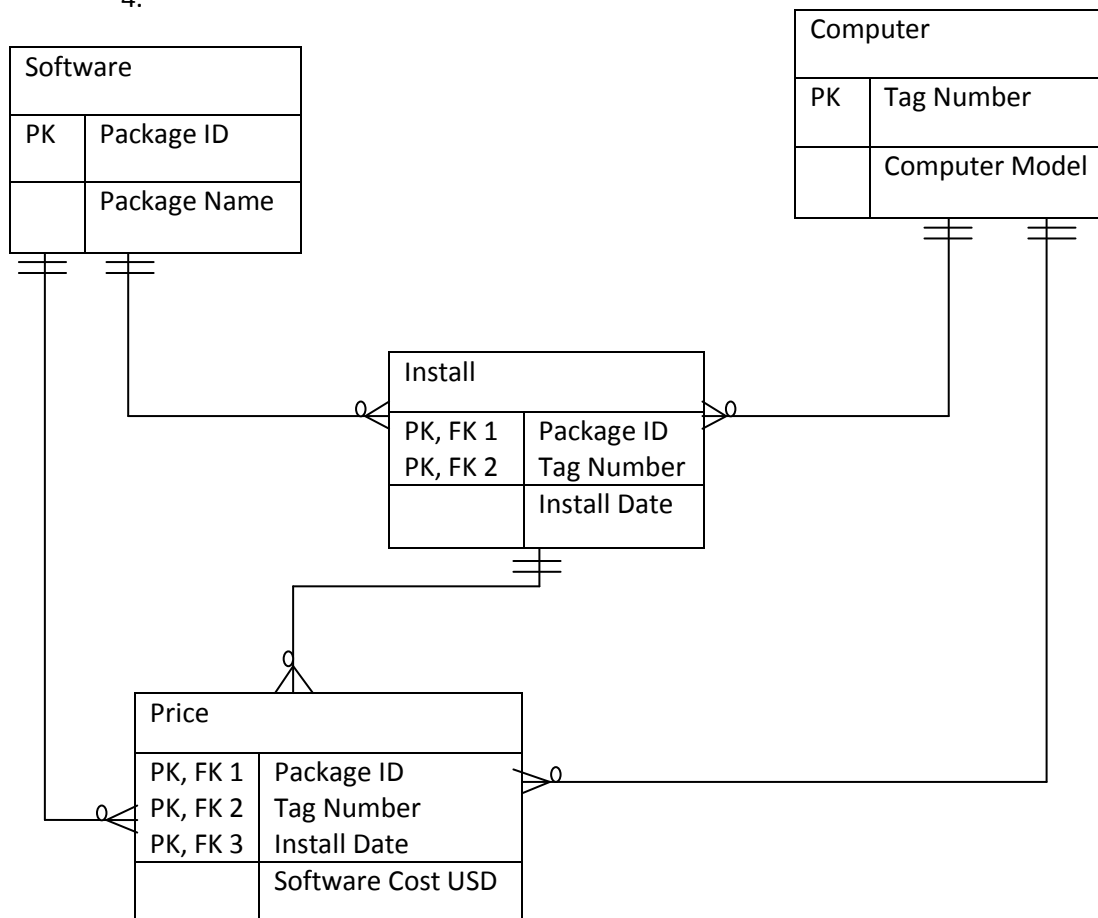 4.
Software
PK Package ID
Package Name
Computer
PK Tag Number
Computer Model
Install
PK, FK 1 Package ID
PK, FK 2 Tag Number
Install Date
Price
PK, FK 1 Package ID
PK, FK 2 Tag Number
PK, FK 3 Install Date
Software Cost USD